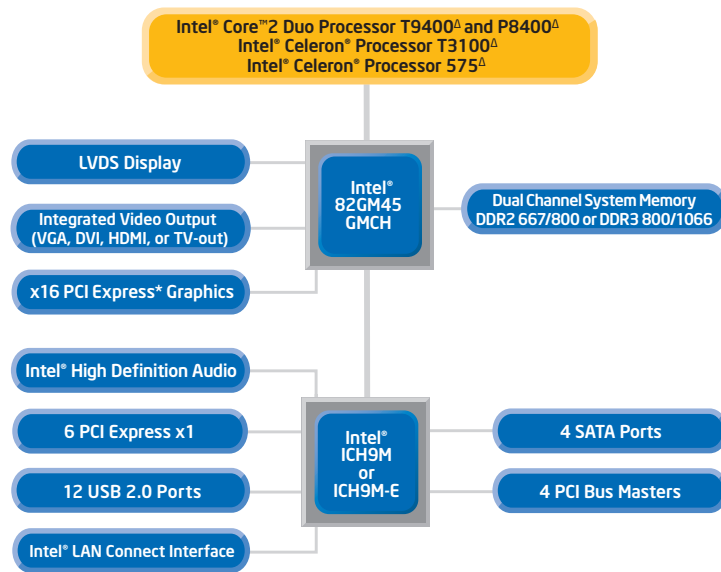 Intel® Core™2 Duo Processor T9400Δ and P8400Δ
Intel® Celeron® Processor T3100Δ
Intel® Celeron® Processor 575Δ
LVDS Display
Integrated Video Output
(VGA, DVI, HDMI, or TV-out)
x16 PCI Express* Graphics
Intel®
82GM45
GMCH
Dual Channel System Memory
DDR2 667/800 or DDR3 800/1066
Intel® High Definition Audio
6 PCI Express x1
12 USB 2.0 Ports
Intel® LAN Connect Interface
Intel®
ICH9M
or
ICH9M-E
4 SATA Ports
4 PCI Bus Masters